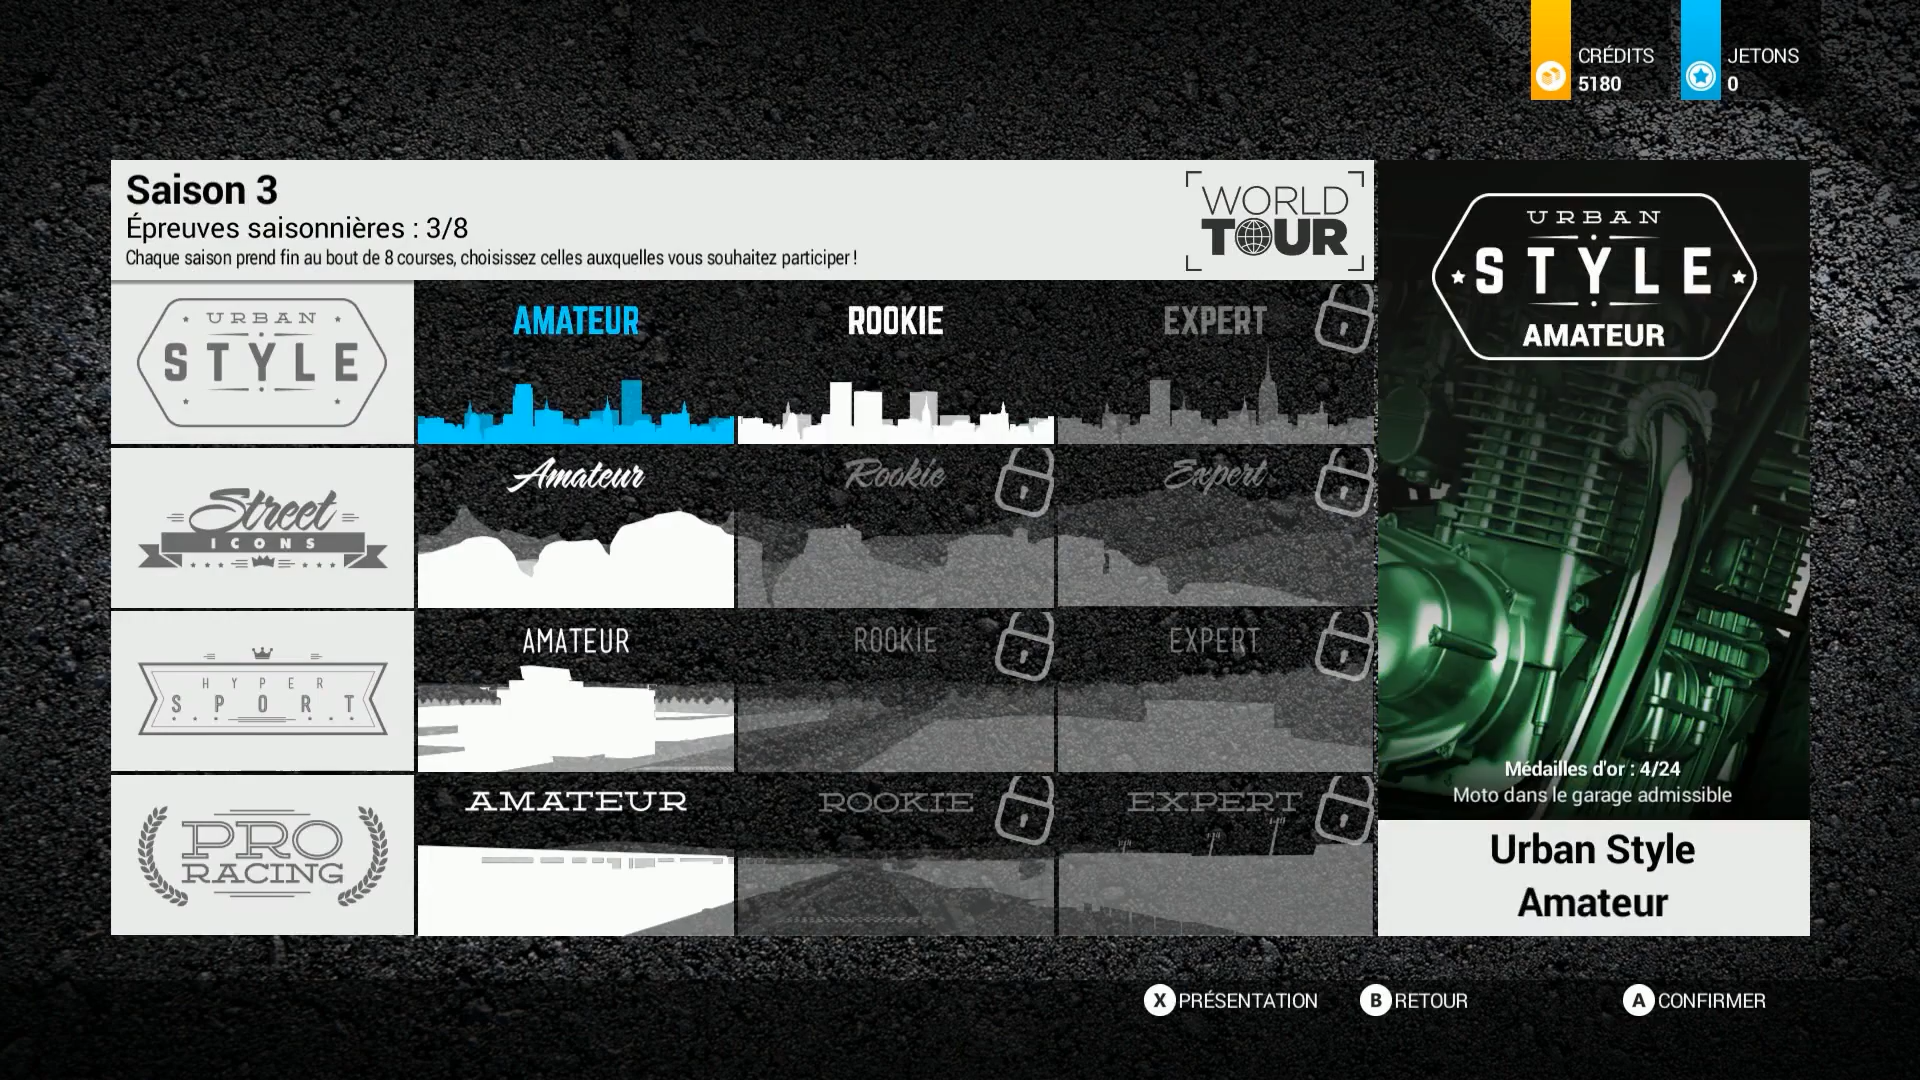 CRÉDITS
5180
JETONS
0
Saison 3
Épreuves saisonnières : 3/8
Chaque saison prend fin au bout de 8 courses, choisissez celles auxquelles vous souhaitez participer !
WORLD
TOUR
URBAN
STYLE
AMATEUR
ROOKIE
EXPERT
Street
ICONS
Amateur
Rookie
Expert
HYPER
SPORT
AMATEUR
ROOKIE
EXPERT
PRO
RACING
AMATEUR
ROOKIE
EXPERT
URBAN
STYLE
AMATEUR
Médailles d'or : 4/24
Moto dans le garage admissible
Urban Style
Amateur
X PRÉSENTATION
B RETOUR
A CONFIRMER